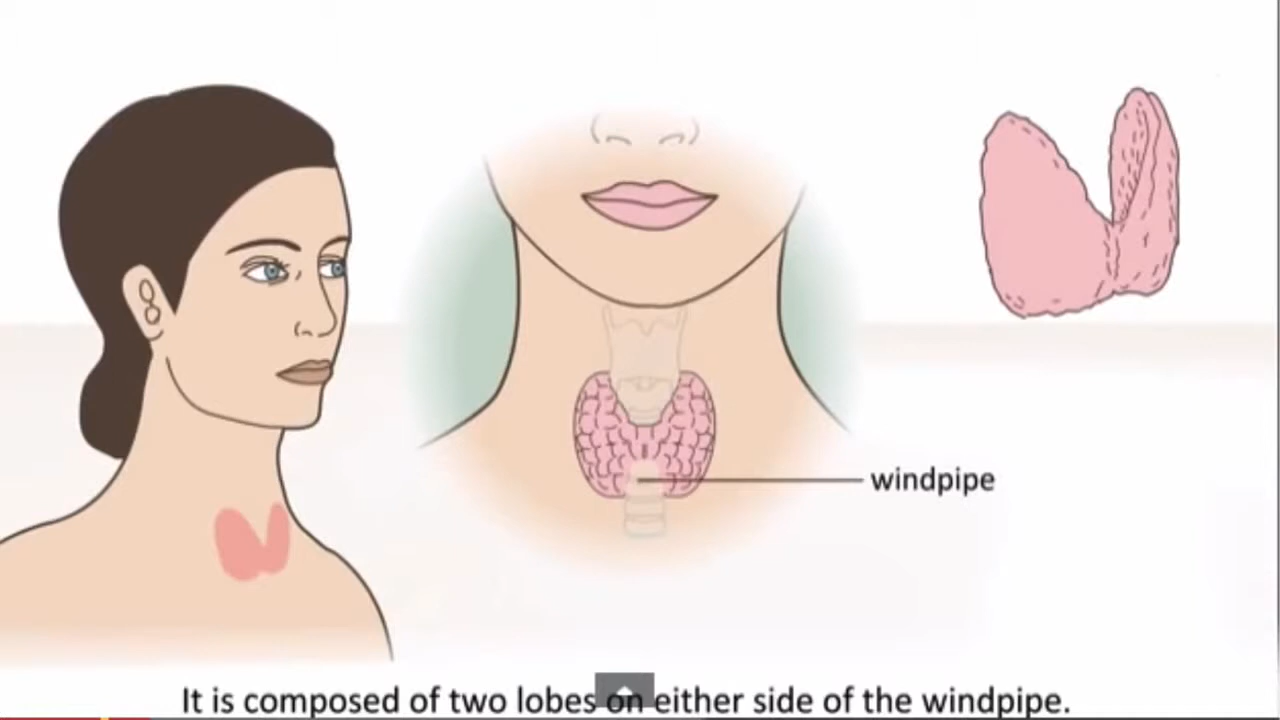 windpipe
It is composed of two lobes on either side of the windpipe.